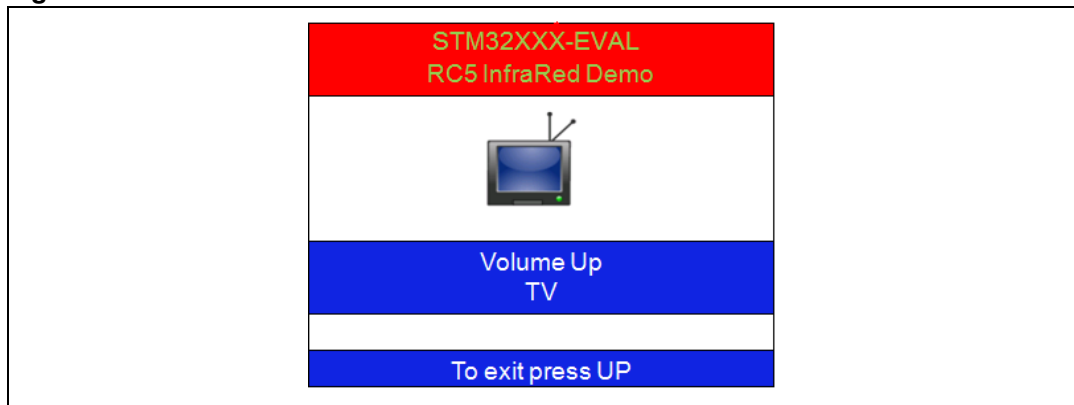 STM32XXX-EVAL
RC5 InfraRed Demo
Volume Up
TV
To exit press UP